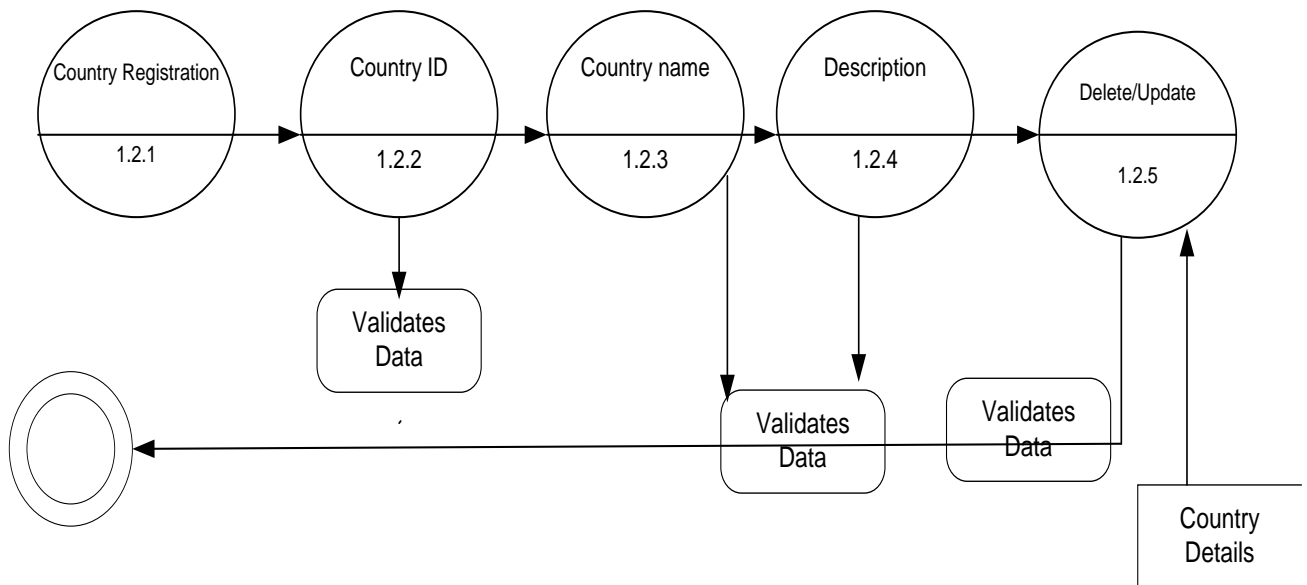 Country Registration
1.2.1
Country ID
1.2.2
Country name
1.2.3
Description
1.2.4
Delete/Update
1.2.5
Validates
Data
Validates
Data
Validates
Data
Country
Details